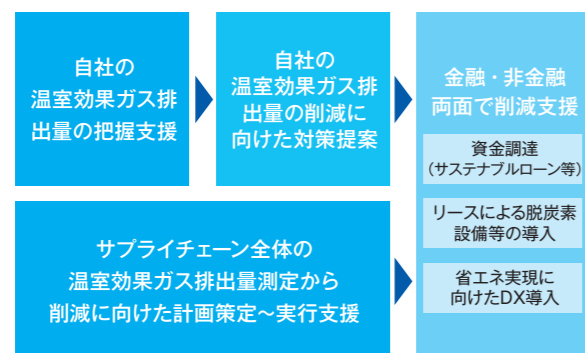 自社の
温室効果ガス排
出量の把握支援
自社の
温室効果ガス排
出量の削減に
向けた対策提案
サプライチェーン全体の
温室効果ガス排出量測定から
削減に向けた計画策定～実行支援
金融・非金融
両面で削減支援
資金調達
（サステナブルローン等）
リースによる脱炭素
設備等の導入
省エネ実現に
向けたDX導入